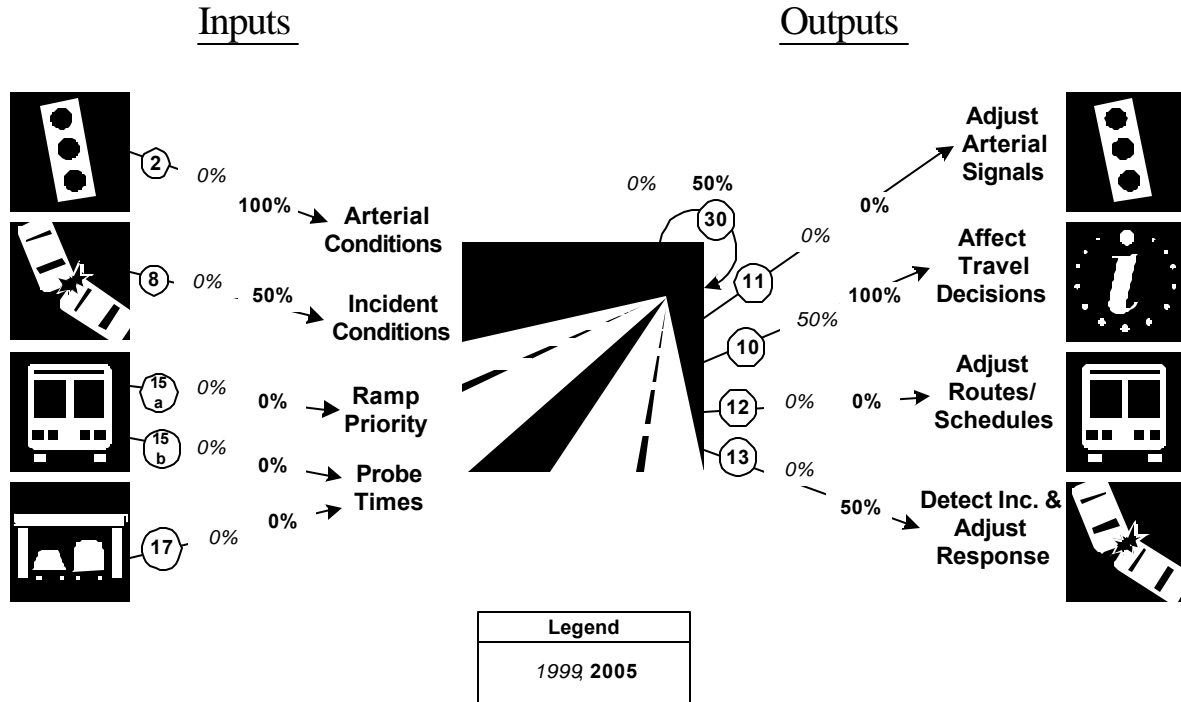 Inputs
Outputs
2
0%
100%
Arterial
Conditions
8
0%
50%
Incident
Conditions
15
a
0%
0%
Ramp
Priority
15
b
0%
0%
Probe
Times
17
0%
0%
0%
50%
30
11
0%
0%
Adjust
Arterial
Signals
10
50%
100%
Affect
Travel
Decisions
12
0%
0%
Adjust
Routes/
Schedules
13
0%
50%
Detect Inc. &
Adjust
Response
Legend
1999, 2005